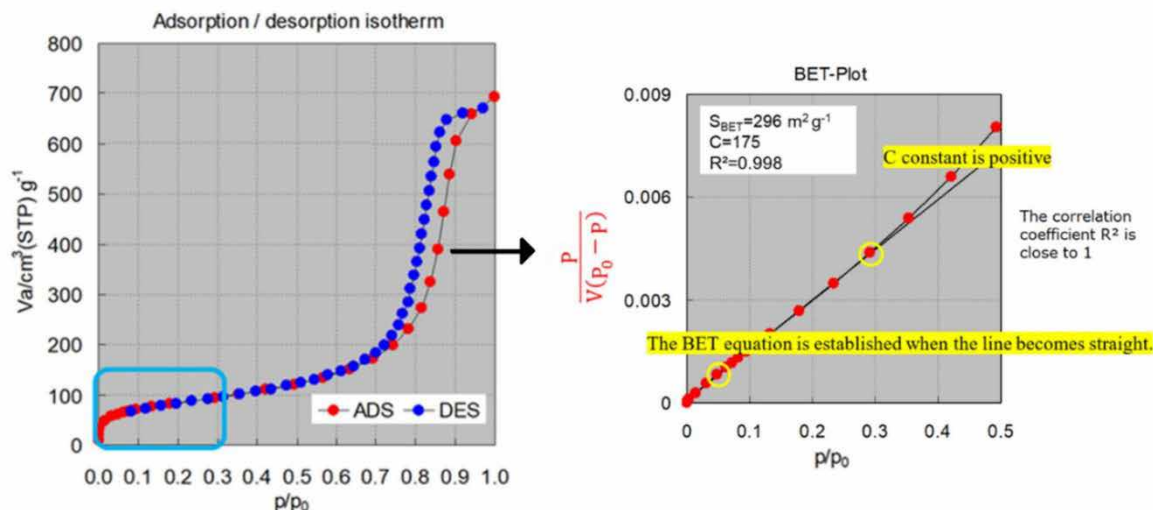 Adsorption / desorption isotherm
800
700
600
500
400
300
200
100
0
Va/cm³(STP) g⁻¹
ADS
DES
0.0 0.1 0.2 0.3 0.4 0.5 0.6 0.7 0.8 0.9 1.0
p/p₀
BET-Plot
0.009
0.006
0.003
0
P
V(P₀ − P)
S_BET=296 m² g⁻¹
C=175
R²=0.998
C constant is positive
The correlation
coefficient R² is
close to 1
The BET equation is established when the line becomes straight.
0 0.1 0.2 0.3 0.4 0.5
p/p₀